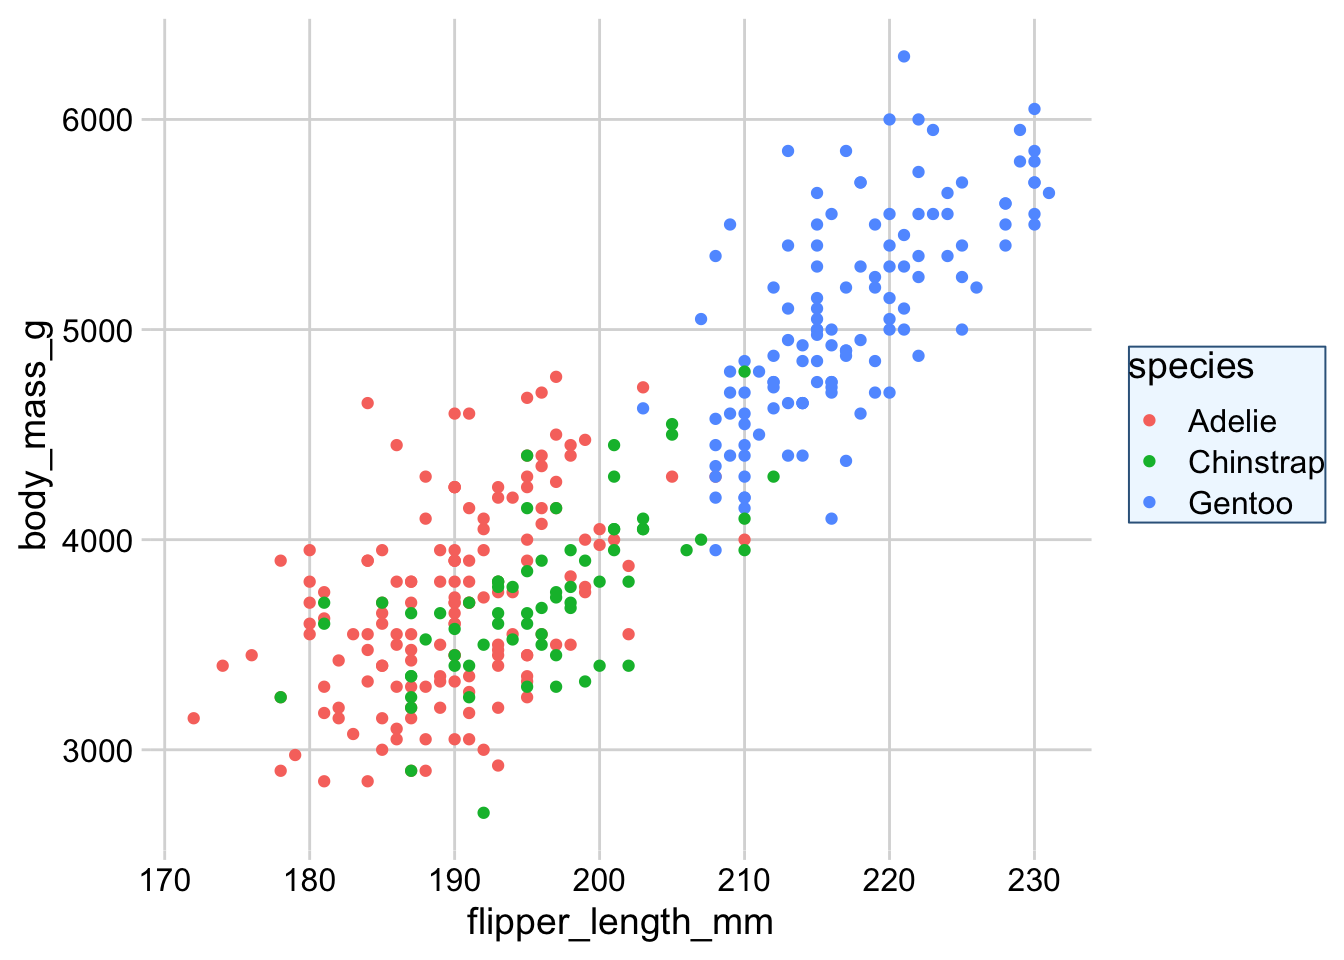 6000
5000
4000
3000
body_mass_g
170 180 190 200 210 220 230
flipper_length_mm
species
Adelie
Chinstrap
Gentoo